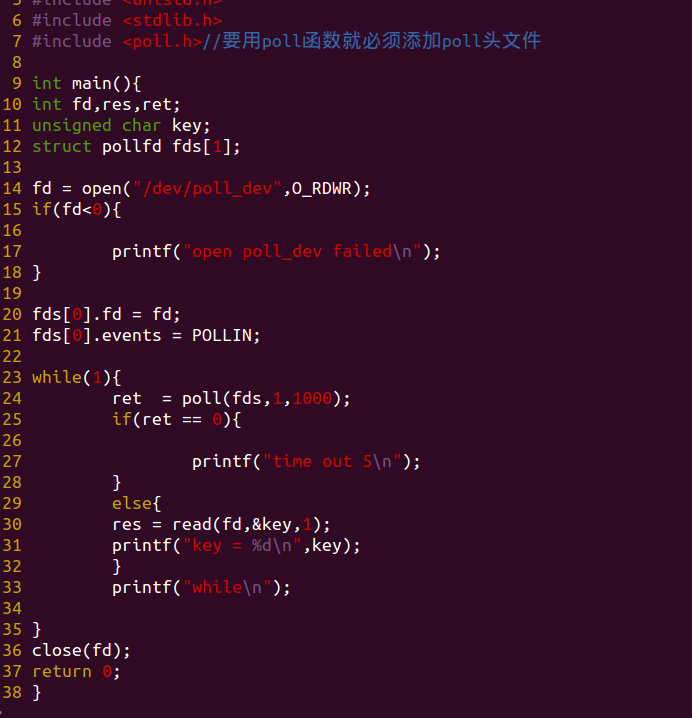 5 #include <unistd.h>
6 #include <stdlib.h>
7 #include <poll.h>//要用poll函数就必须添加poll头文件
8
9 int main(){
10 int fd,res,ret;
11 unsigned char key;
12 struct pollfd fds[1];
13
14 fd = open("/dev/poll_dev",O_RDWR);
15 if(fd<0){
16
17         printf("open poll_dev failed\n");
18 }
19
20 fds[0].fd = fd;
21 fds[0].events = POLLIN;
22
23 while(1){
24         ret  = poll(fds,1,1000);
25         if(ret == 0){
26
27                 printf("time out 5\n");
28         }
29         else{
30         res = read(fd,&key,1);
31         printf("key = %d\n",key);
32         }
33         printf("while\n");
34
35 }
36 close(fd);
37 return 0;
38 }